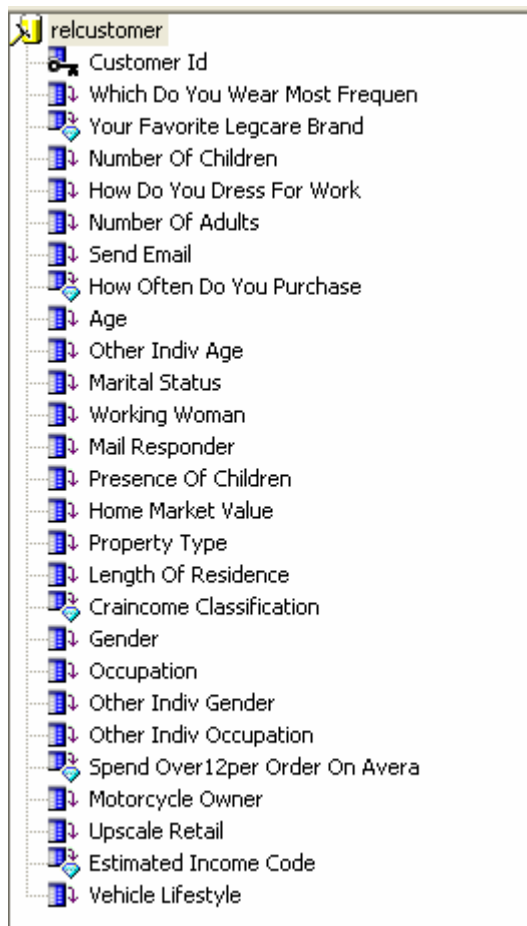 relcustomer
Customer Id
Which Do You Wear Most Frequen
Your Favorite Legcare Brand
Number Of Children
How Do You Dress For Work
Number Of Adults
Send Email
How Often Do You Purchase
Age
Other Indiv Age
Marital Status
Working Woman
Mail Responder
Presence Of Children
Home Market Value
Property Type
Length Of Residence
Craincome Classification
Gender
Occupation
Other Indiv Gender
Other Indiv Occupation
Spend Over12per Order On Avera
Motorcycle Owner
Upscale Retail
Estimated Income Code
Vehicle Lifestyle